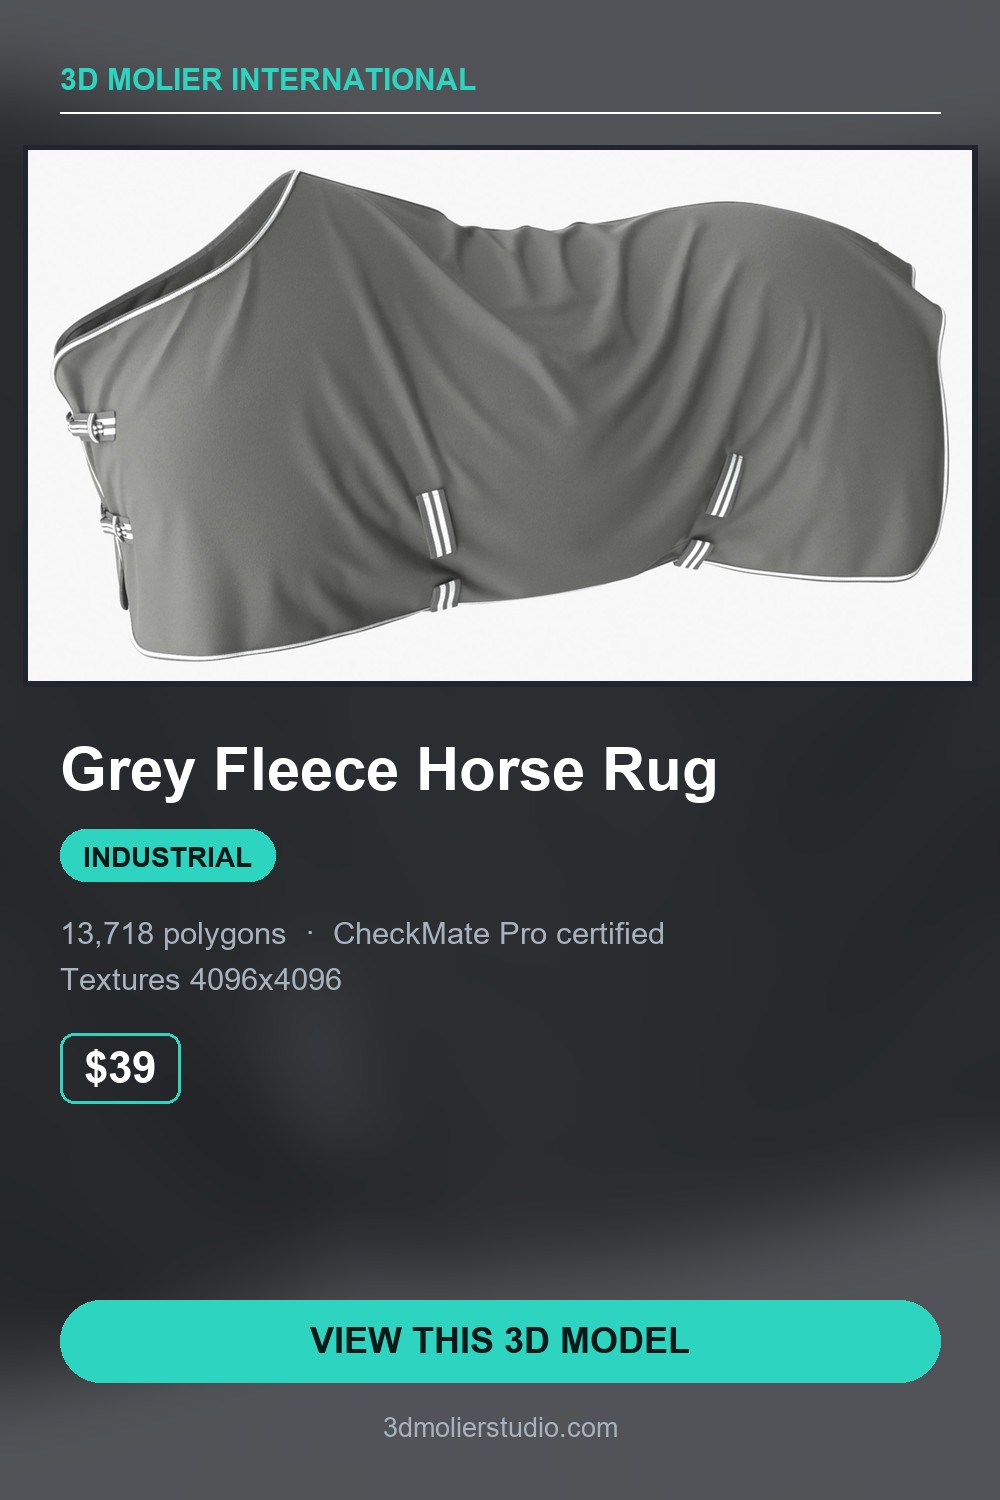 3D MOLIER INTERNATIONAL
Grey Fleece Horse Rug
INDUSTRIAL
13,718 polygons · CheckMate Pro certified
Textures 4096x4096
$39
VIEW THIS 3D MODEL
3dmolierstudio.com